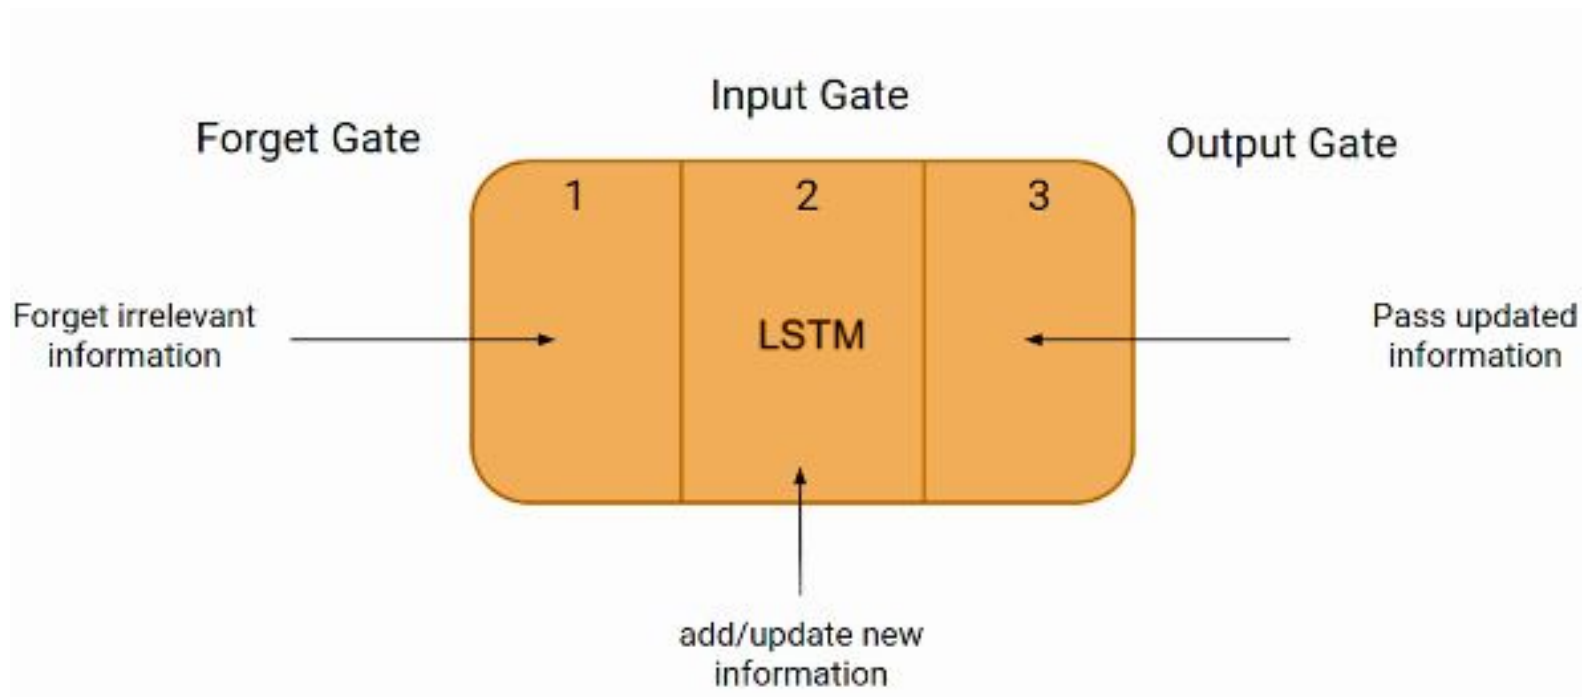 Input Gate
Forget Gate
Output Gate
1
2
3
Forget irrelevant
information
LSTM
Pass updated
information
add/update new
information